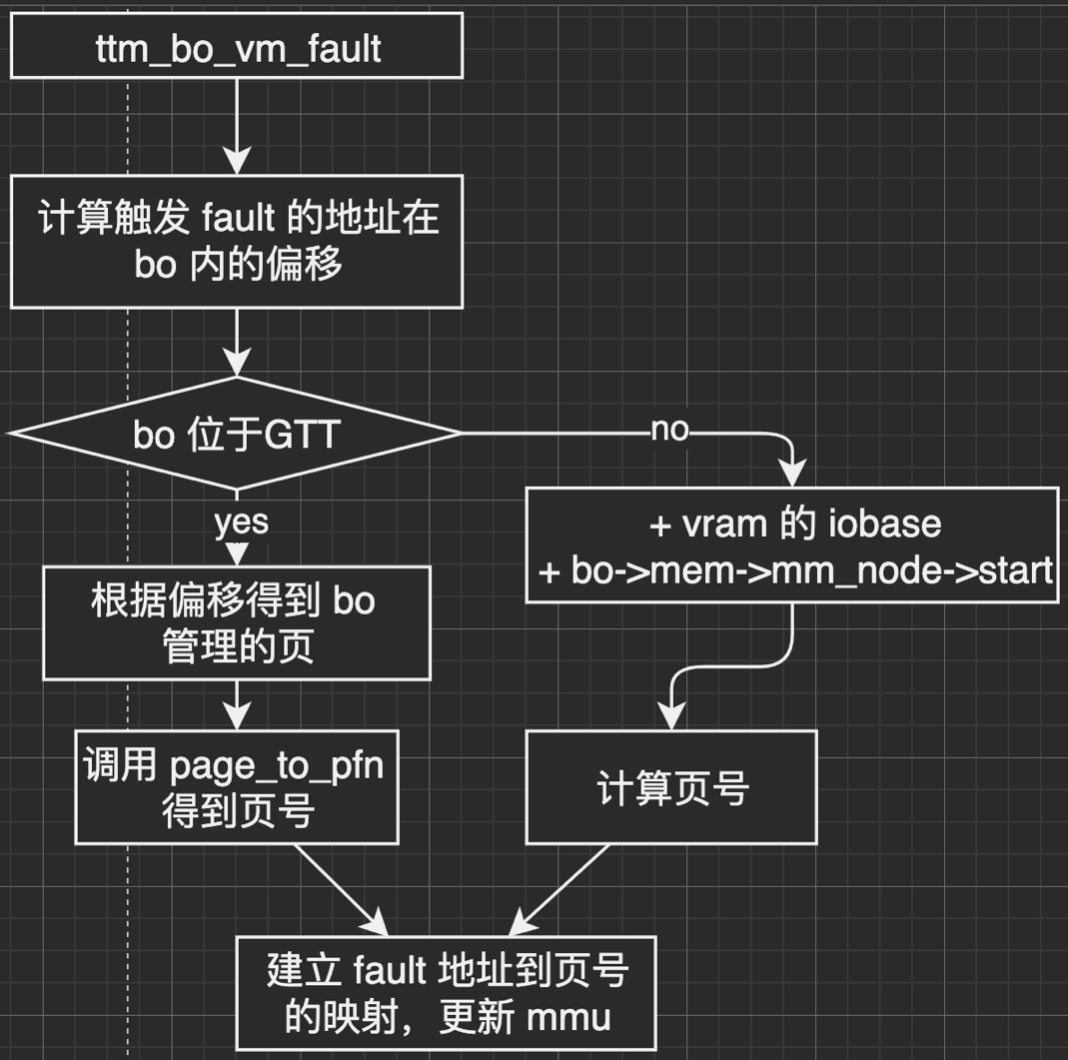 ttm_bo_vm_fault
计算触发 fault 的地址在
bo 内的偏移
bo 位于GTT
no
yes
+ vram 的 iobase
+ bo->mem->mm_node->start
根据偏移得到 bo
管理的页
调用 page_to_pfn
得到页号
计算页号
建立 fault 地址到页号
的映射，更新 mmu